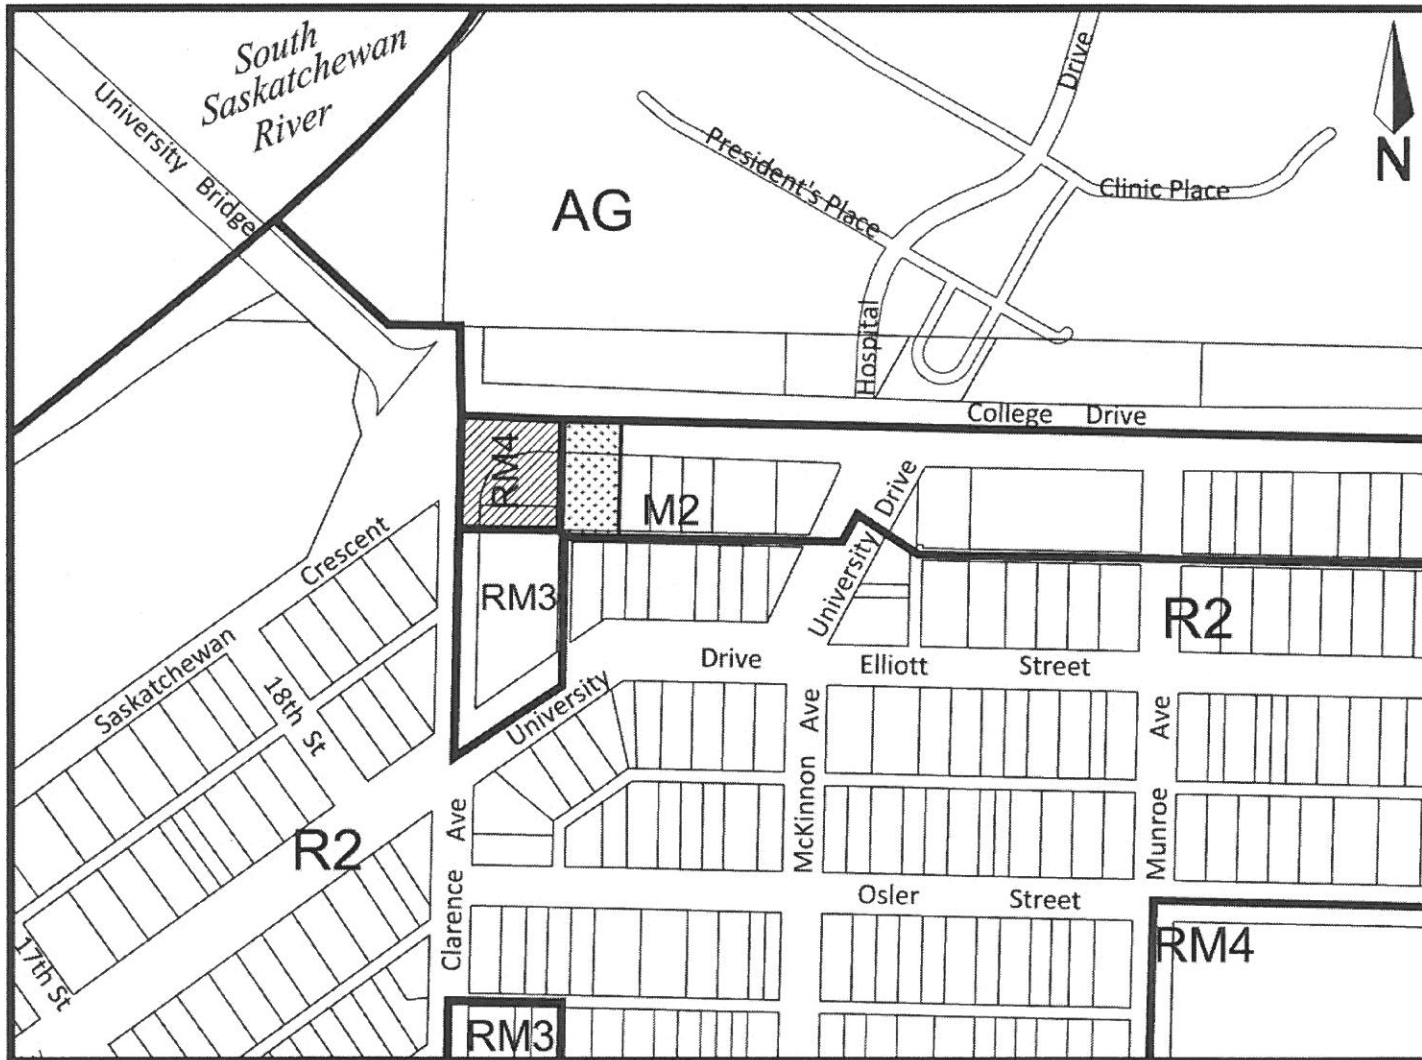 South
Saskatchewan
River
University Bridge
Drive
N
President's Place
Clinic Place
AG
Hospital
College Drive
RM4
M2
University Drive
Crescent
RM3
R2
Saskatchewan
18th St
University
Drive
Elliott Street
McKinnon Ave
Munroe Ave
R2
Clarence Ave
Osler Street
17th St
RM4
RM3